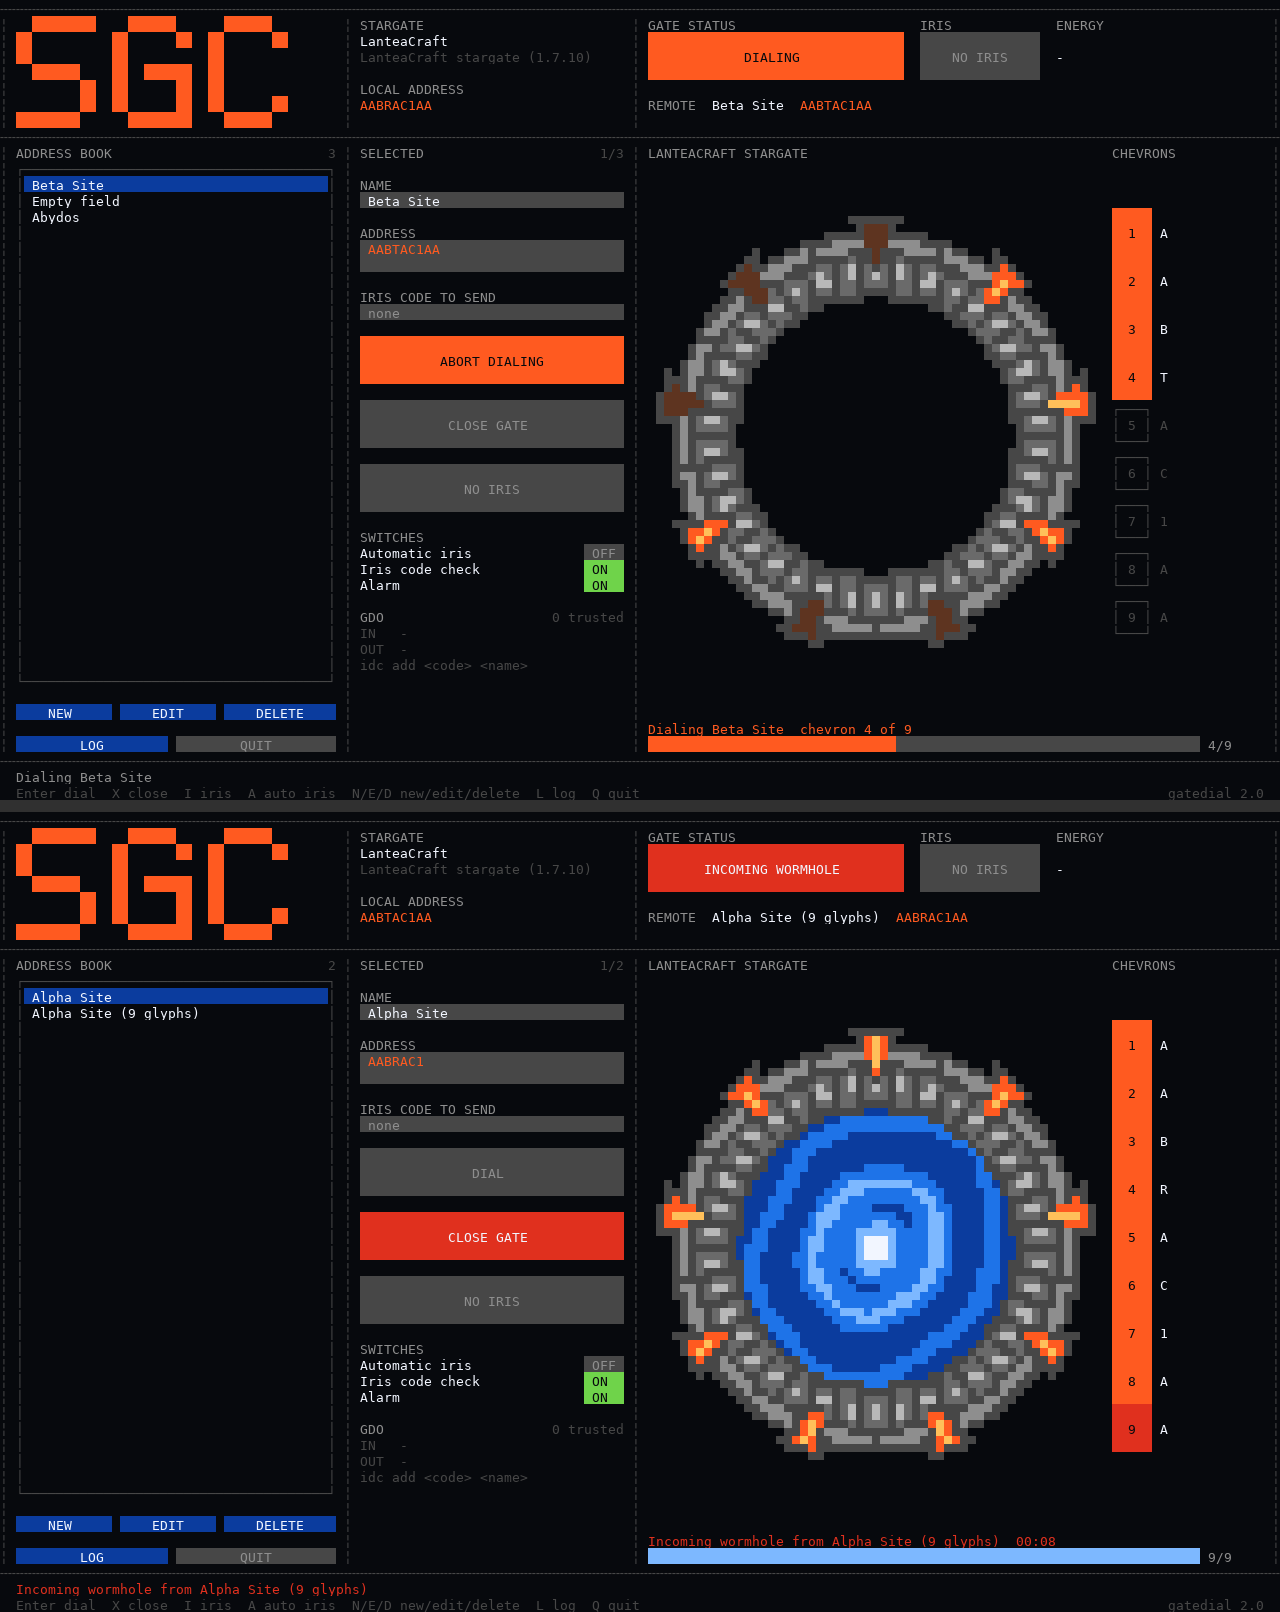 SGC
STARGATE
LanteaCraft
LanteaCraft stargate (1.7.10)
LOCAL ADDRESS
AABRAC1AA
GATE STATUS IRIS ENERGY
DIALING NO IRIS -
REMOTE Beta Site AABTAC1AA
ADDRESS BOOK 3
Beta Site
Empty field
Abydos
NEW EDIT DELETE
LOG QUIT
SELECTED 1/3
NAME
Beta Site
ADDRESS
AABTAC1AA
IRIS CODE TO SEND
none
ABORT DIALING
CLOSE GATE
NO IRIS
SWITCHES
Automatic iris OFF
Iris code check ON
Alarm ON
GDO 0 trusted
IN -
OUT -
idc add <code> <name>
LANTEACRAFT STARGATE CHEVRONS
1 A
2 A
3 B
4 T
5 A
6 C
7 1
8 A
9 A
Dialing Beta Site chevron 4 of 9
4/9
Dialing Beta Site
Enter dial X close I iris A auto iris N/E/D new/edit/delete L log Q quit gatedial 2.0
SGC
STARGATE
LanteaCraft
LanteaCraft stargate (1.7.10)
LOCAL ADDRESS
AABTAC1AA
GATE STATUS IRIS ENERGY
INCOMING WORMHOLE NO IRIS -
REMOTE Alpha Site (9 glyphs) AABRAC1AA
ADDRESS BOOK 2
Alpha Site
Alpha Site (9 glyphs)
NEW EDIT DELETE
LOG QUIT
SELECTED 1/2
NAME
Alpha Site
ADDRESS
AABRAC1
IRIS CODE TO SEND
none
DIAL
CLOSE GATE
NO IRIS
SWITCHES
Automatic iris OFF
Iris code check ON
Alarm ON
GDO 0 trusted
IN -
OUT -
idc add <code> <name>
LANTEACRAFT STARGATE CHEVRONS
1 A
2 A
3 B
4 R
5 A
6 C
7 1
8 A
9 A
Incoming wormhole from Alpha Site (9 glyphs) 00:08
9/9
Incoming wormhole from Alpha Site (9 glyphs)
Enter dial X close I iris A auto iris N/E/D new/edit/delete L log Q quit gatedial 2.0